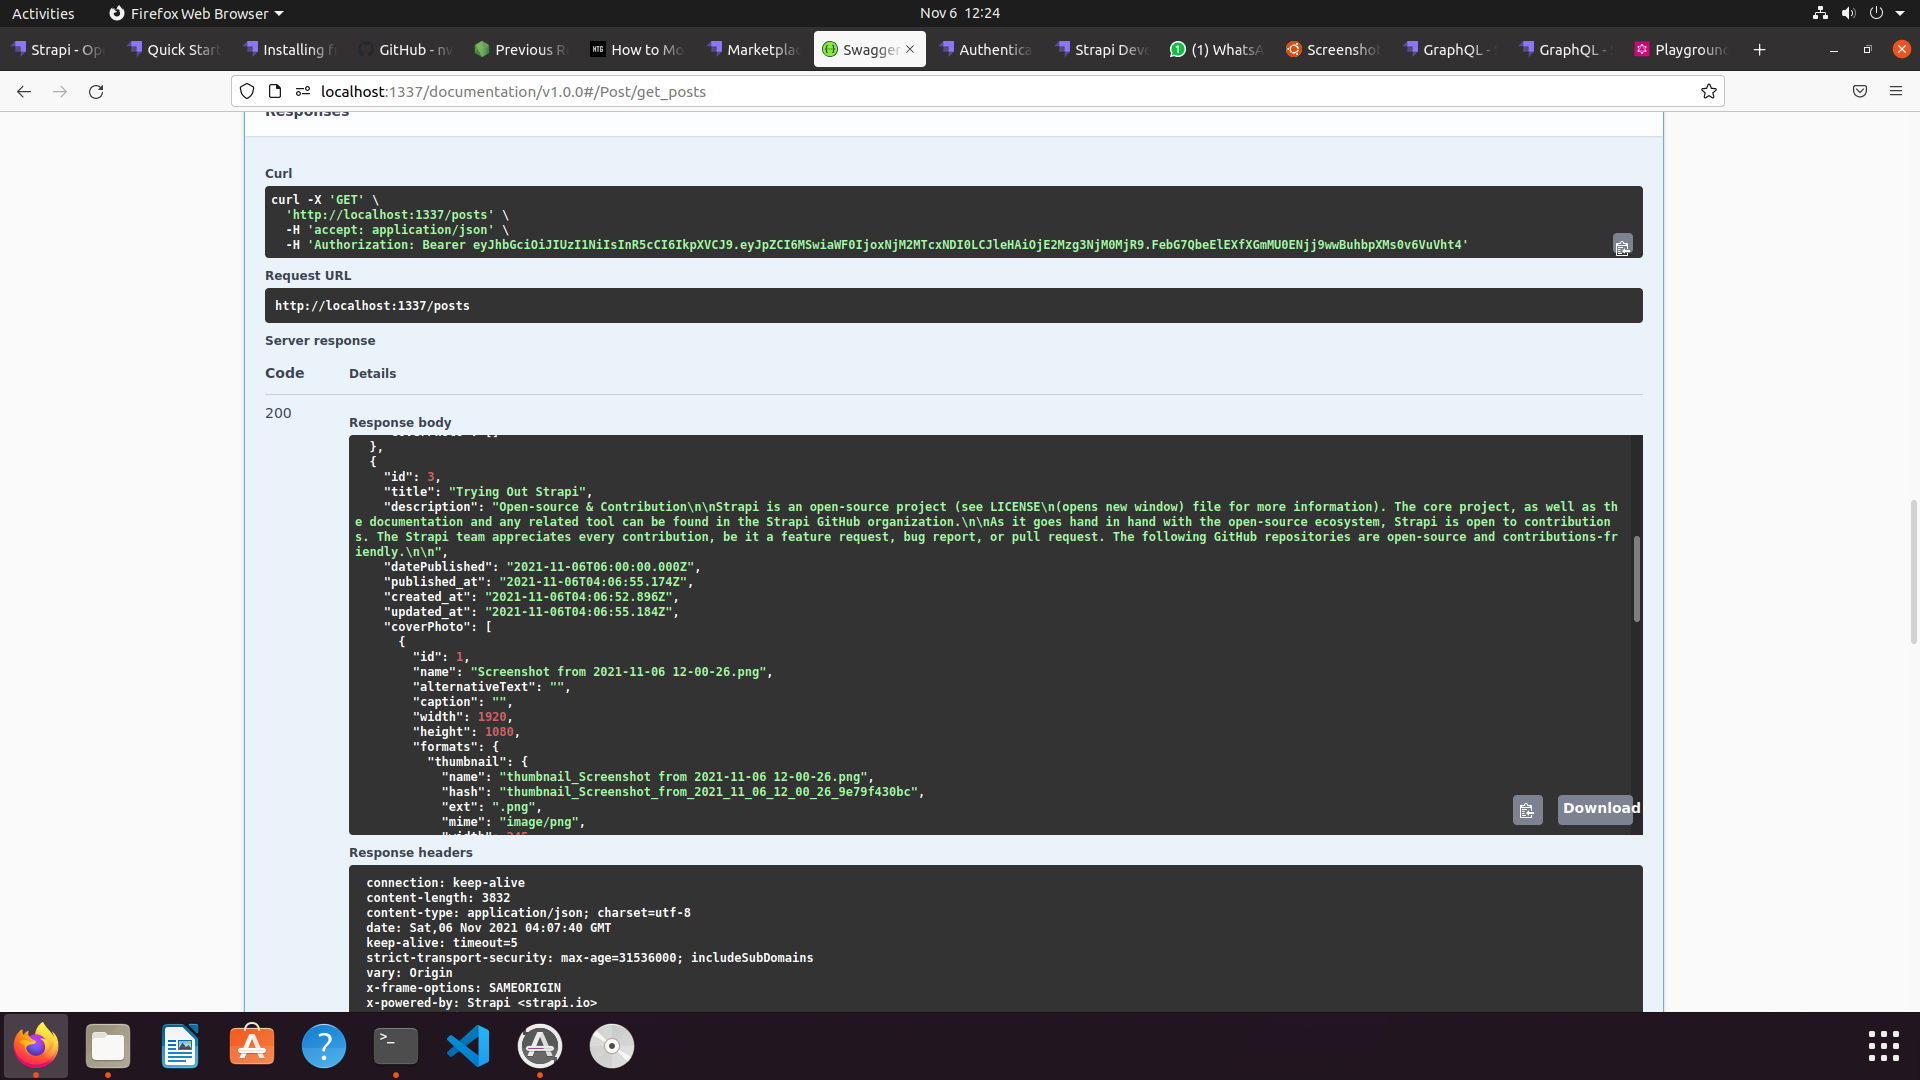 Activities
Firefox Web Browser
Nov 6 12:24
Strapi - Op
Quick Start
Installing f
GitHub - nv
Previous R
HTG
How to Mo
Marketplac
Swagger
Authentica
Strapi Deve
1
(1) WhatsA
Screenshot
GraphQL -
GraphQL -
Playground
localhost:1337/documentation/v1.0.0#/Post/get_posts
Responses
Curl
curl -X 'GET' \
'http://localhost:1337/posts' \
-H 'accept: application/json' \
-H 'Authorization: Bearer eyJhbGciOiJIUzI1NiIsInR5cCI6IkpXVCJ9.eyJpZCI6MSwiaWF0IjoxNjM2MTcxNDI0LCJleHAiOjE2Mzg3NjM0MjR9.FebG7QbeElEXfXGmMU0ENjj9wwBuhbpXMs0v6VuVht4'
Request URL
http://localhost:1337/posts
Server response
Code
Details
200
Response body
},
{
"id": 3,
"title": "Trying Out Strapi",
"description": "Open-source & Contribution\n\nStrapi is an open-source project (see LICENSE\n(opens new window) file for more information). The core project, as well as th
e documentation and any related tool can be found in the Strapi GitHub organization.\n\nAs it goes hand in hand with the open-source ecosystem, Strapi is open to contribution
s. The Strapi team appreciates every contribution, be it a feature request, bug report, or pull request. The following GitHub repositories are open-source and contributions-fr
iendly.\n\n",
"datePublished": "2021-11-06T06:00:00.000Z",
"published_at": "2021-11-06T04:06:55.174Z",
"created_at": "2021-11-06T04:06:52.896Z",
"updated_at": "2021-11-06T04:06:55.184Z",
"coverPhoto": [
{
"id": 1,
"name": "Screenshot from 2021-11-06 12-00-26.png",
"alternativeText": "",
"caption": "",
"width": 1920,
"height": 1080,
"formats": {
"thumbnail": {
"name": "thumbnail_Screenshot from 2021-11-06 12-00-26.png",
"hash": "thumbnail_Screenshot_from_2021_11_06_12_00_26_9e79f430bc",
"ext": ".png",
"mime": "image/png",
"width": 245,
Download
Response headers
connection: keep-alive
content-length: 3832
content-type: application/json; charset=utf-8
date: Sat,06 Nov 2021 04:07:40 GMT
keep-alive: timeout=5
strict-transport-security: max-age=31536000; includeSubDomains
vary: Origin
x-frame-options: SAMEORIGIN
x-powered-by: Strapi <strapi.io>